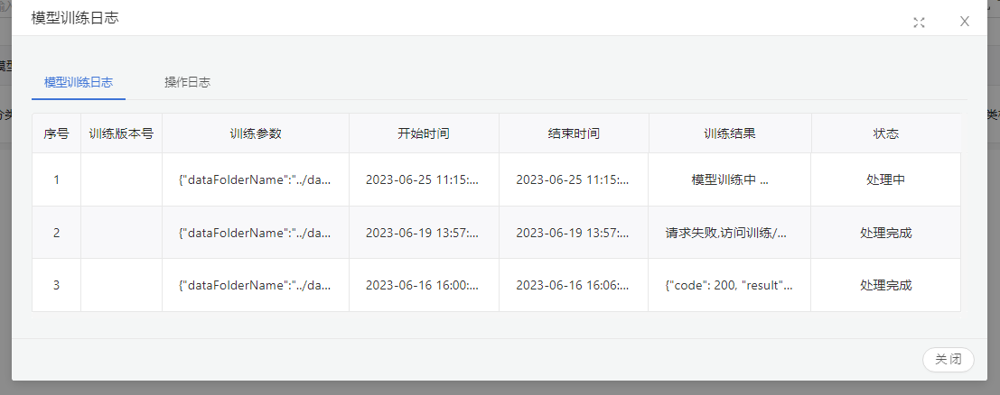 模型训练日志
模型训练日志 操作日志
序号 训练版本号 训练参数 开始时间 结束时间 训练结果 状态
1 {"dataFolderName":"../da... 2023-06-25 11:15:... 2023-06-25 11:15:... 模型训练中 ... 处理中
2 {"dataFolderName":"../da... 2023-06-19 13:57:... 2023-06-19 13:57:... 请求失败,访问训练/... 处理完成
3 {"dataFolderName":"../da... 2023-06-16 16:00:... 2023-06-16 16:06:... {"code": 200, "result"... 处理完成
关 闭